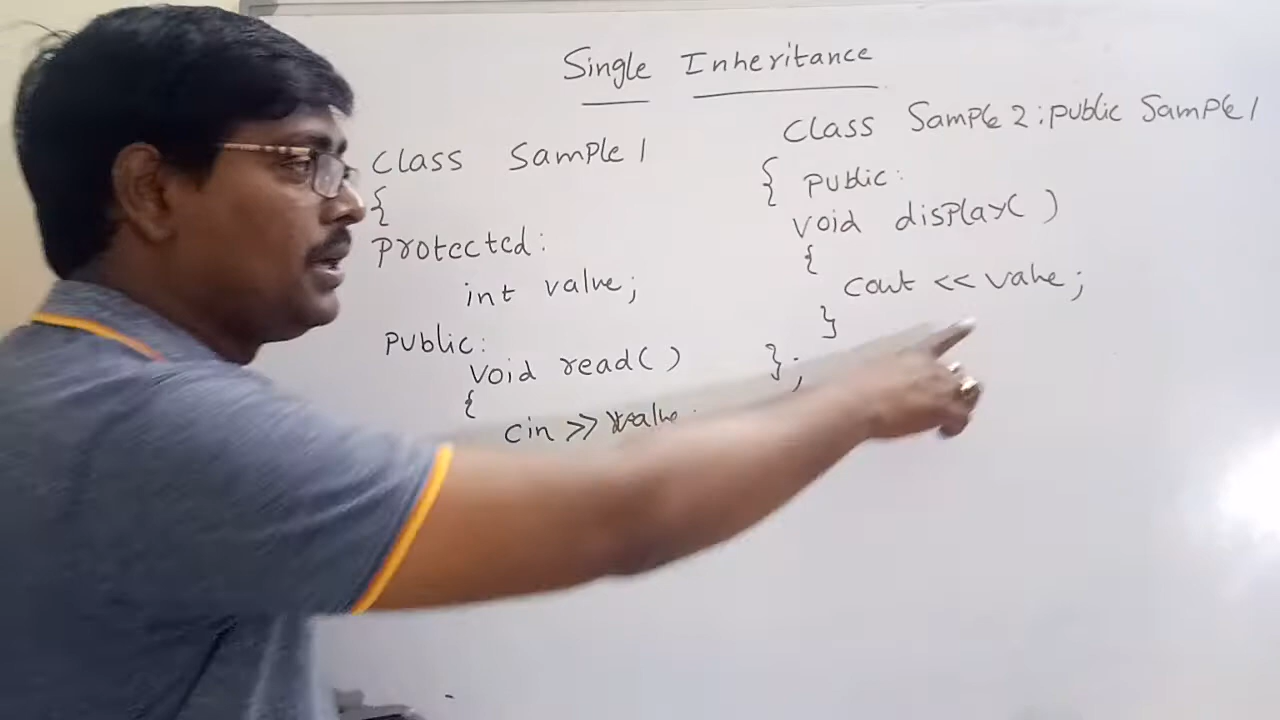 Single Inheritance
Class Sample 1
{
Protected:
int value;
Public:
Void read( )
{
cin >> value
Class Sample 2 : public Sample 1
{ Public:
Void display( )
{
cout << value;
}
};